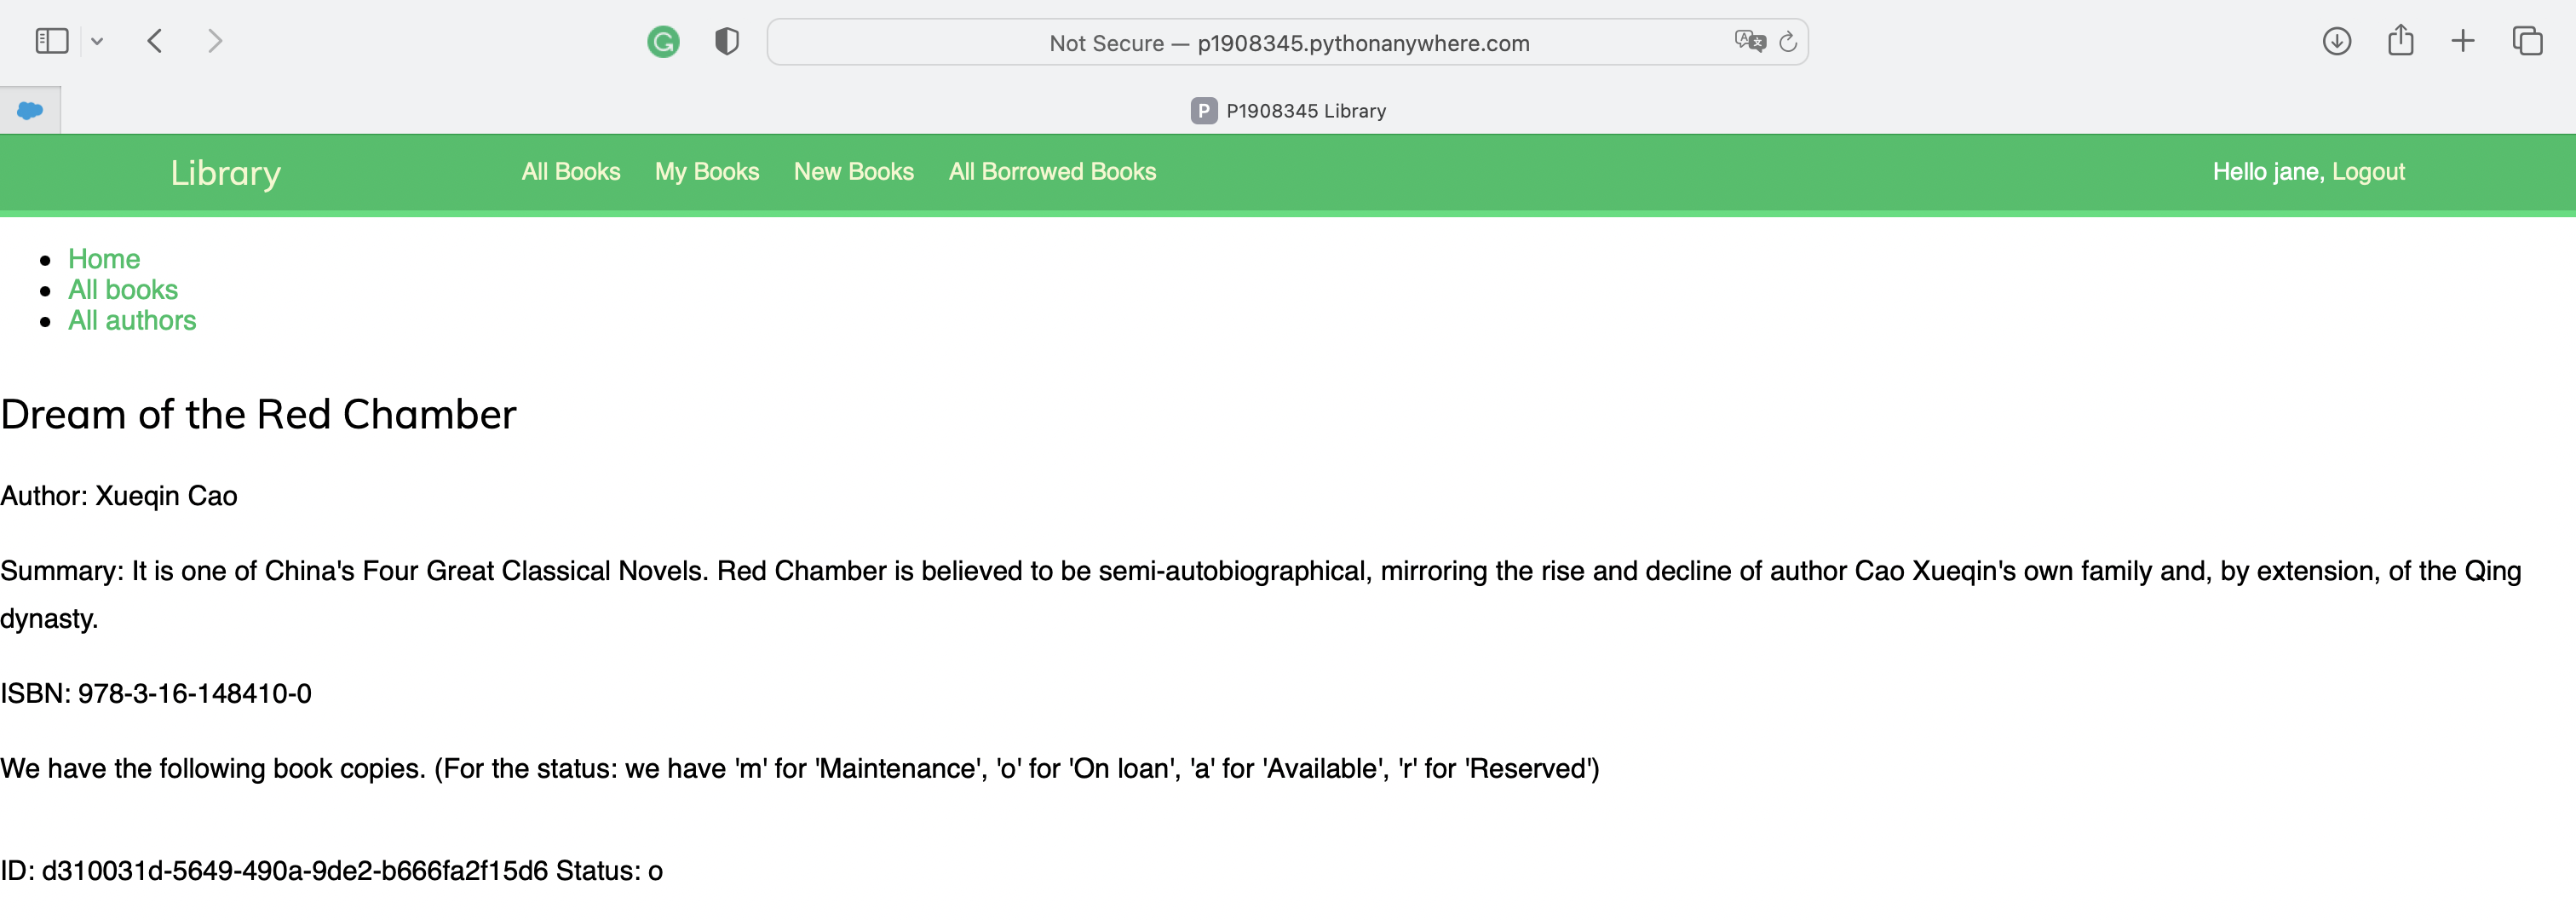 Not Secure — p1908345.pythonanywhere.com
P P1908345 Library
Library All Books My Books New Books All Borrowed Books Hello jane, Logout
Home
All books
All authors
Dream of the Red Chamber
Author: Xueqin Cao
Summary: It is one of China's Four Great Classical Novels. Red Chamber is believed to be semi-autobiographical, mirroring the rise and decline of author Cao Xueqin's own family and, by extension, of the Qing
dynasty.
ISBN: 978-3-16-148410-0
We have the following book copies. (For the status: we have 'm' for 'Maintenance', 'o' for 'On loan', 'a' for 'Available', 'r' for 'Reserved')
ID: d310031d-5649-490a-9de2-b666fa2f15d6 Status: o